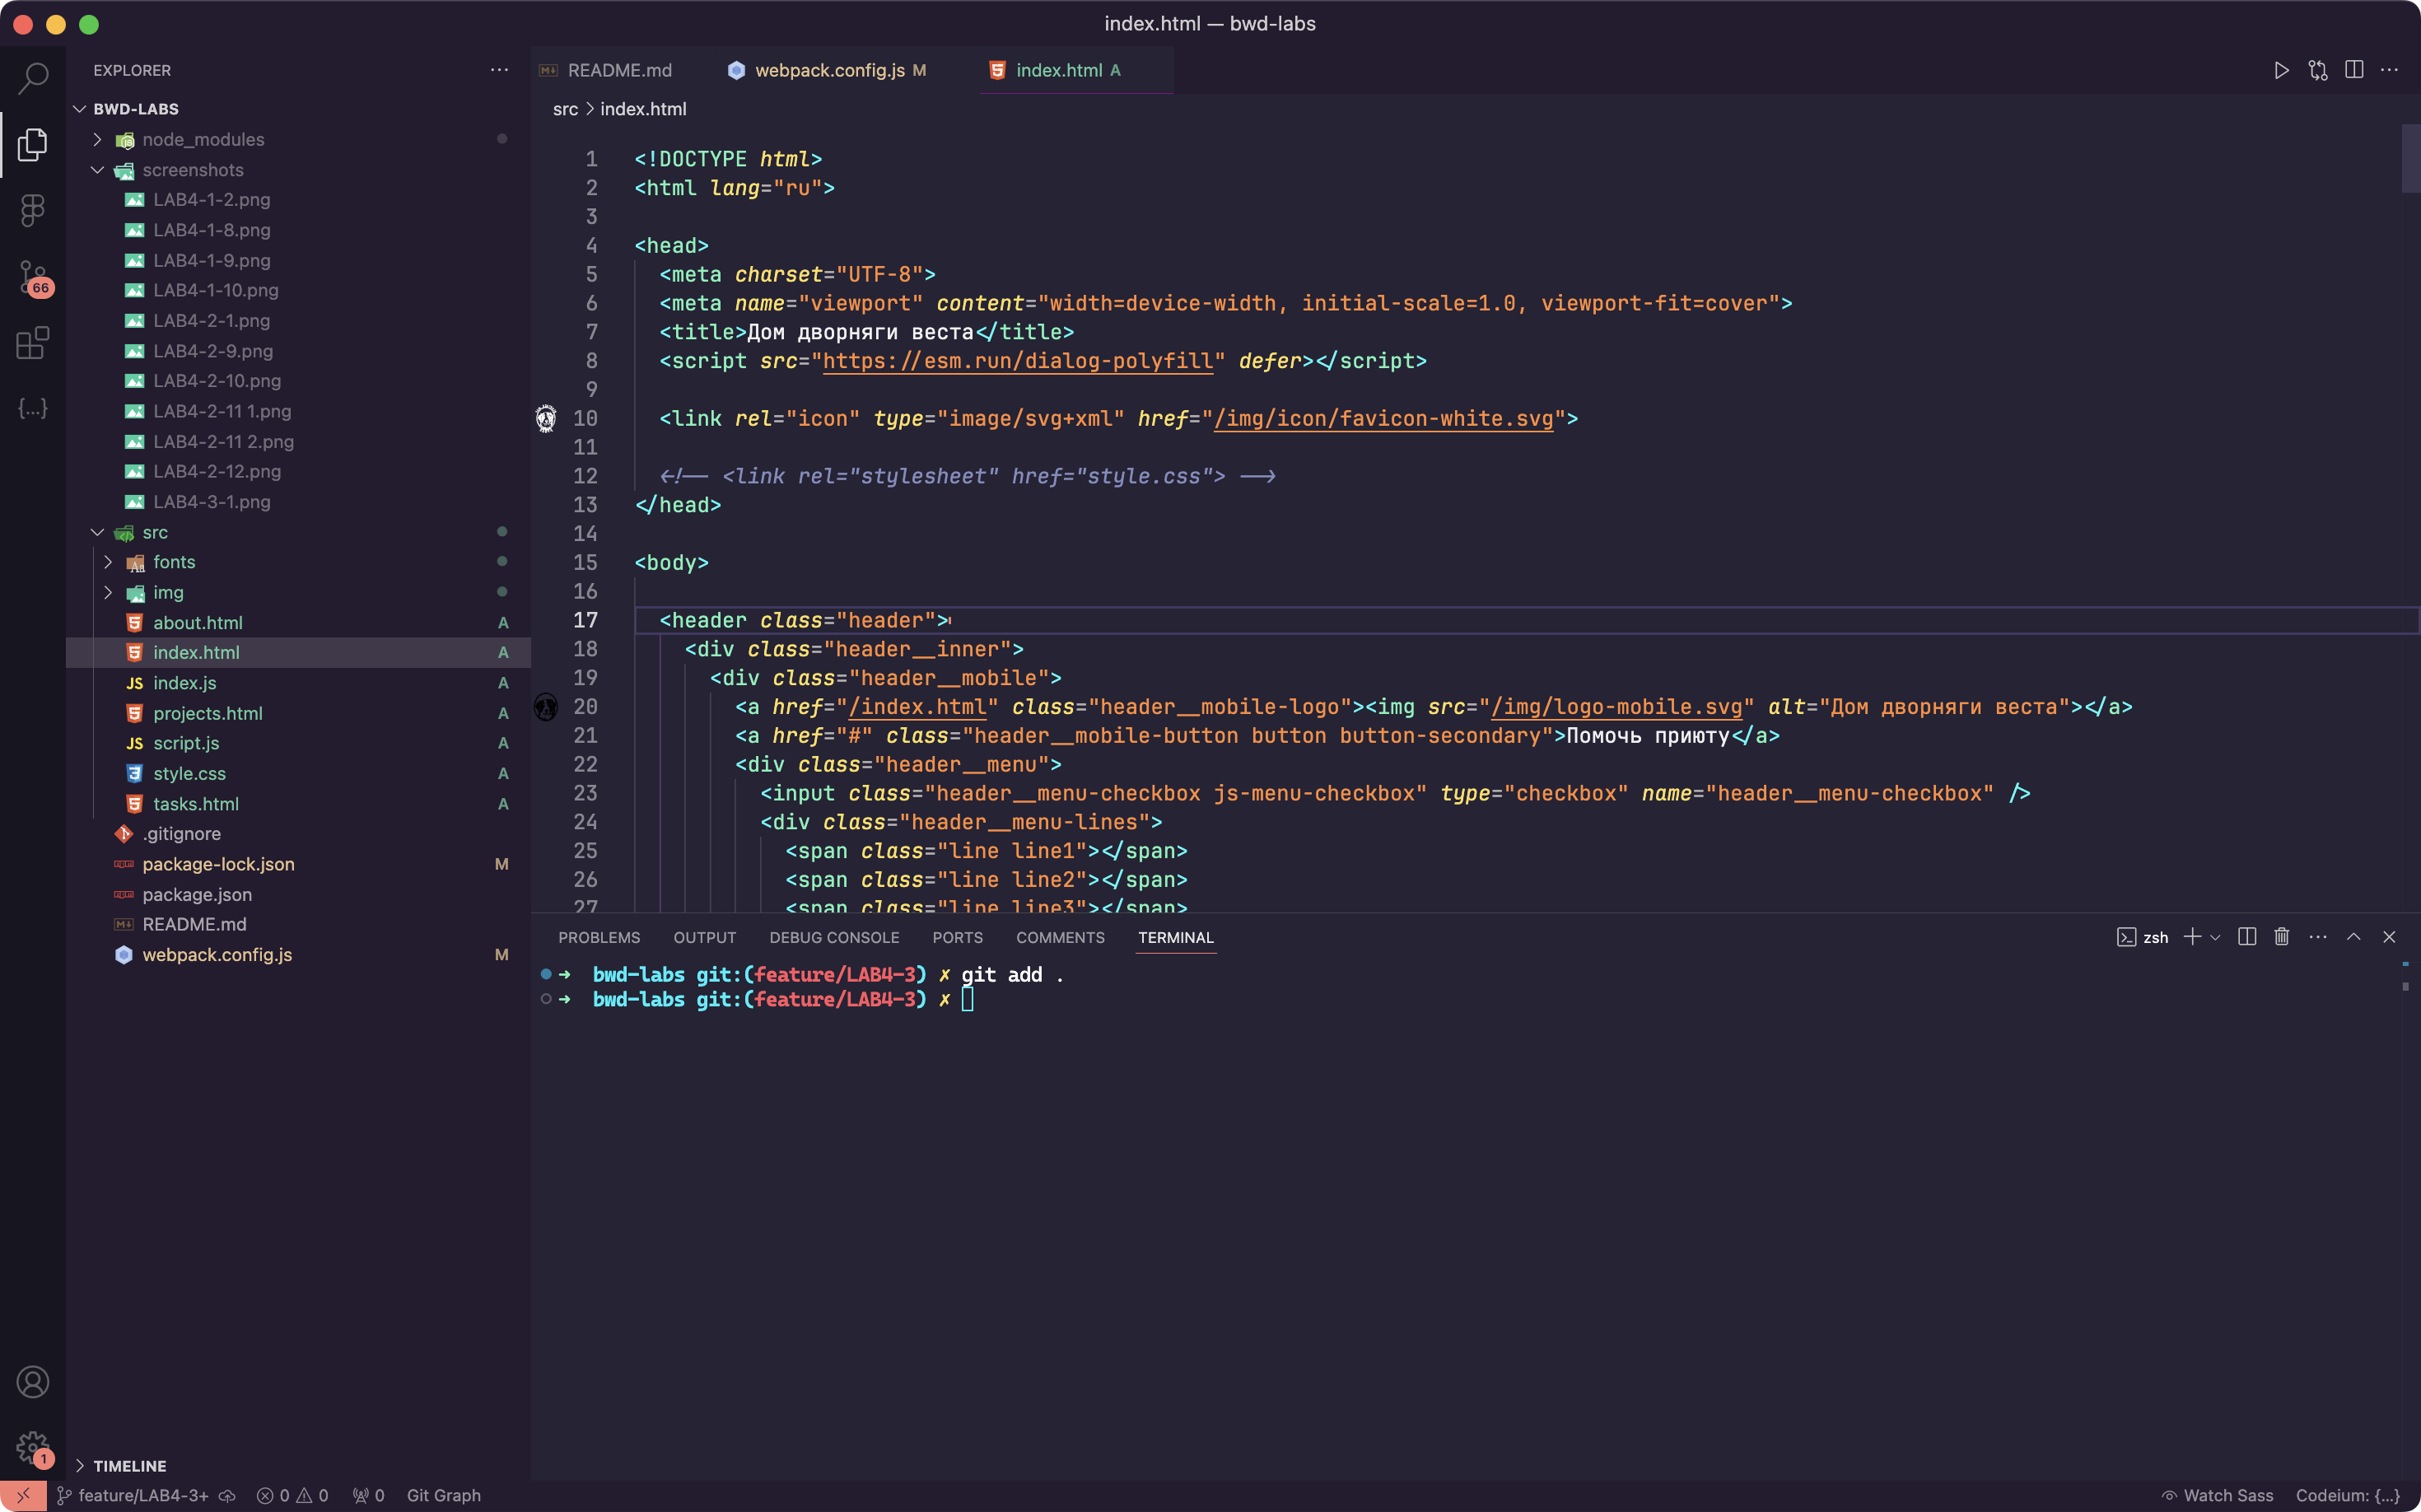 index.html — bwd-labs
EXPLORER
BWD-LABS
node_modules
screenshots
LAB4-1-2.png
LAB4-1-8.png
LAB4-1-9.png
LAB4-1-10.png
LAB4-2-1.png
LAB4-2-9.png
LAB4-2-10.png
LAB4-2-11 1.png
LAB4-2-11 2.png
LAB4-2-12.png
LAB4-3-1.png
src
fonts
img
about.html A
index.html A
JS index.js A
projects.html A
JS script.js A
style.css A
tasks.html A
.gitignore
package-lock.json M
package.json
README.md
webpack.config.js M
TIMELINE
66
{...}
1
README.md
webpack.config.js M
index.html A
src > index.html
1 <!DOCTYPE html>
2 <html lang="ru">
3
4 <head>
5 <meta charset="UTF-8">
6 <meta name="viewport" content="width=device-width, initial-scale=1.0, viewport-fit=cover">
7 <title>Дом дворняги веста</title>
8 <script src="https://esm.run/dialog-polyfill" defer></script>
9
10 <link rel="icon" type="image/svg+xml" href="/img/icon/favicon-white.svg">
11
12 <!-- <link rel="stylesheet" href="style.css"> -->
13 </head>
14
15 <body>
16
17 <header class="header">
18 <div class="header__inner">
19 <div class="header__mobile">
20 <a href="/index.html" class="header__mobile-logo"><img src="/img/logo-mobile.svg" alt="Дом дворняги веста"></a>
21 <a href="#" class="header__mobile-button button button-secondary">Помочь приюту</a>
22 <div class="header__menu">
23 <input class="header__menu-checkbox js-menu-checkbox" type="checkbox" name="header__menu-checkbox" />
24 <div class="header__menu-lines">
25 <span class="line line1"></span>
26 <span class="line line2"></span>
27 <span class="line line3"></span>
PROBLEMS OUTPUT DEBUG CONSOLE PORTS COMMENTS TERMINAL
zsh
➜ bwd-labs git:(feature/LAB4-3) ✗ git add .
➜ bwd-labs git:(feature/LAB4-3) ✗
feature/LAB4-3+ 0 0 0 Git Graph
Watch Sass Codeium: {...}